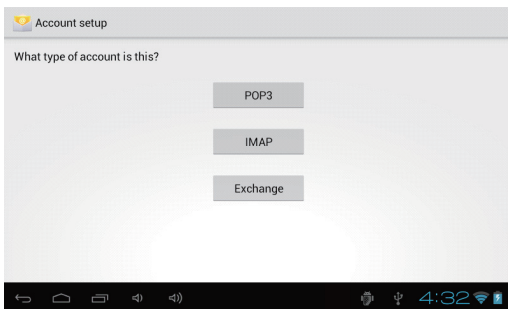 Account setup
What type of account is this?
POP3
IMAP
Exchange
4:32